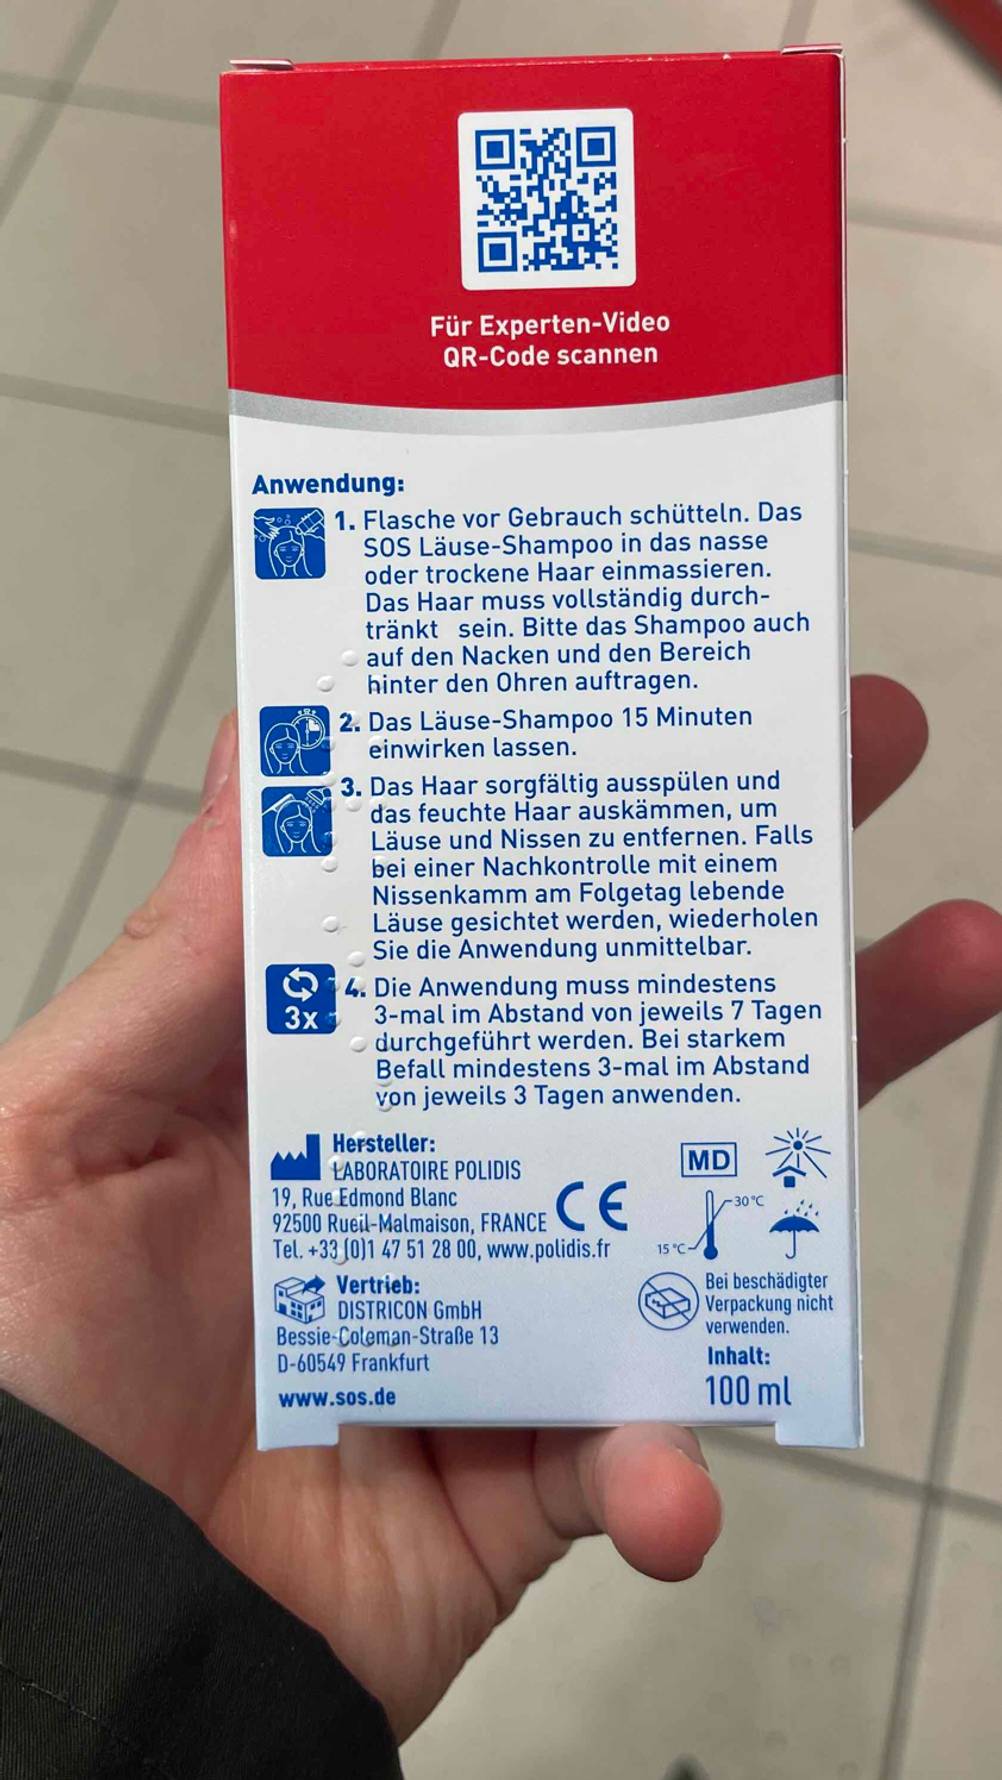 Für Experten-Video
QR-Code scannen
Anwendung:
1. Flasche vor Gebrauch schütteln. Das
SOS Läuse-Shampoo in das nasse
oder trockene Haar einmassieren.
Das Haar muss vollständig durch-
tränkt sein. Bitte das Shampoo auch
auf den Nacken und den Bereich
hinter den Ohren auftragen.
2. Das Läuse-Shampoo 15 Minuten
einwirken lassen.
3. Das Haar sorgfältig ausspülen und
das feuchte Haar auskämmen, um
Läuse und Nissen zu entfernen. Falls
bei einer Nachkontrolle mit einem
Nissenkamm am Folgetag lebende
Läuse gesichtet werden, wiederholen
Sie die Anwendung unmittelbar.
3x
4. Die Anwendung muss mindestens
3-mal im Abstand von jeweils 7 Tagen
durchgeführt werden. Bei starkem
Befall mindestens 3-mal im Abstand
von jeweils 3 Tagen anwenden.
Hersteller:
LABORATOIRE POLIDIS
19, Rue Edmond Blanc
92500 Rueil-Malmaison, FRANCE
Tel. +33 (0)1 47 51 28 00, www.polidis.fr
CE
MD
30 °C
15 °C
Vertrieb:
DISTRICON GmbH
Bessie-Coleman-Straße 13
D-60549 Frankfurt
www.sos.de
Bei beschädigter
Verpackung nicht
verwenden.
Inhalt:
100 ml